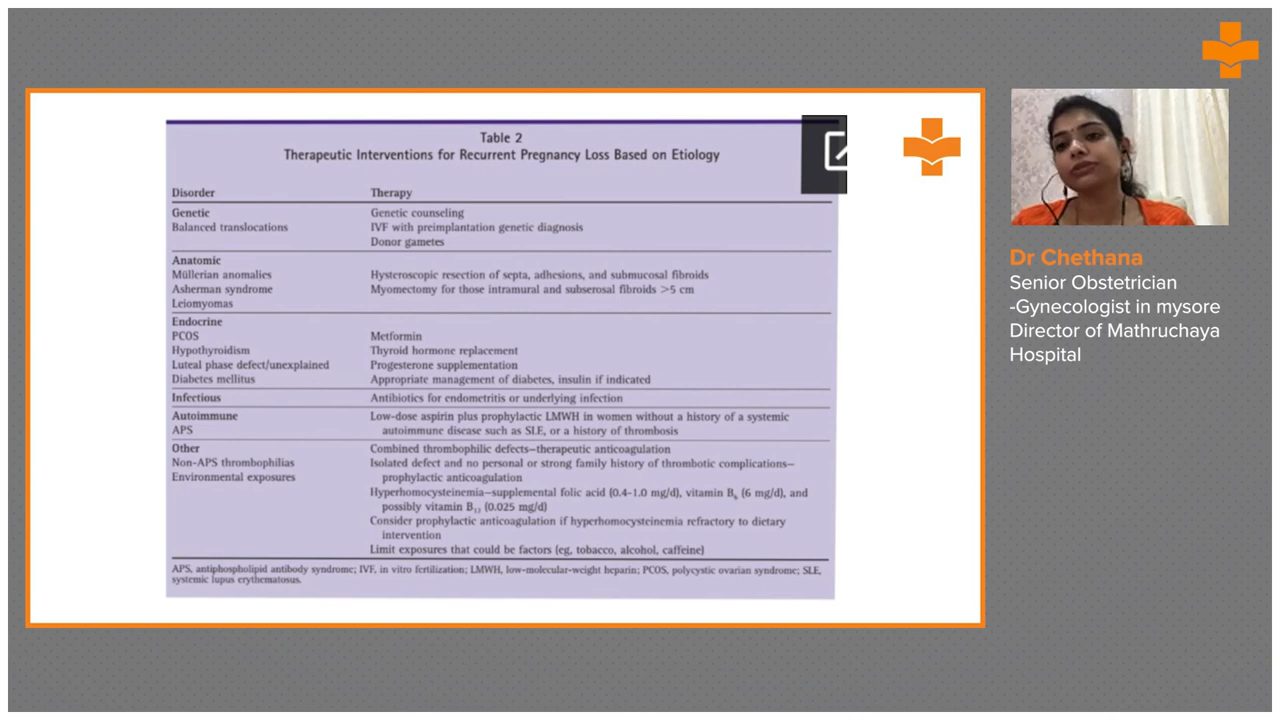 Table 2
Therapeutic Interventions for Recurrent Pregnancy Loss Based on Etiology
Disorder Therapy
Genetic Genetic counseling
Balanced translocations IVF with preimplantation genetic diagnosis
Donor gametes
Anatomic
Müllerian anomalies Hysteroscopic resection of septa, adhesions, and submucosal fibroids
Asherman syndrome Myomectomy for those intramural and subserosal fibroids >5 cm
Leiomyomas
Endocrine
PCOS Metformin
Hypothyroidism Thyroid hormone replacement
Luteal phase defect/unexplained Progesterone supplementation
Diabetes mellitus Appropriate management of diabetes, insulin if indicated
Infectious Antibiotics for endometritis or underlying infection
Autoimmune Low-dose aspirin plus prophylactic LMWH in women without a history of a systemic
APS autoimmune disease such as SLE, or a history of thrombosis
Other Combined thrombophilic defects—therapeutic anticoagulation
Non-APS thrombophilias Isolated defect and no personal or strong family history of thrombotic complications—
Environmental exposures prophylactic anticoagulation
Hyperhomocysteinemia—supplemental folic acid (0.4–1.0 mg/d), vitamin B6 (6 mg/d), and
possibly vitamin B12 (0.025 mg/d)
Consider prophylactic anticoagulation if hyperhomocysteinemia refractory to dietary
intervention
Limit exposures that could be factors (eg, tobacco, alcohol, caffeine)
APS, antiphospholipid antibody syndrome; IVF, in vitro fertilization; LMWH, low-molecular-weight heparin; PCOS, polycystic ovarian syndrome; SLE,
systemic lupus erythematosus.
Dr Chethana
Senior Obstetrician
-Gynecologist in mysore
Director of Mathruchaya
Hospital